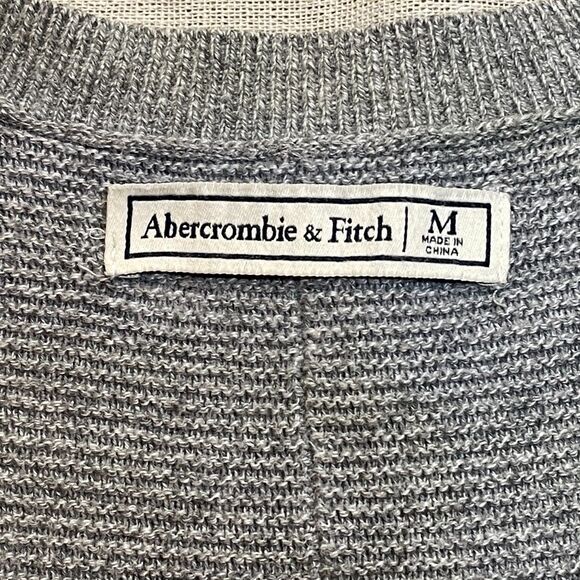 Abercrombie & Fitch | M
MADE IN
CHINA